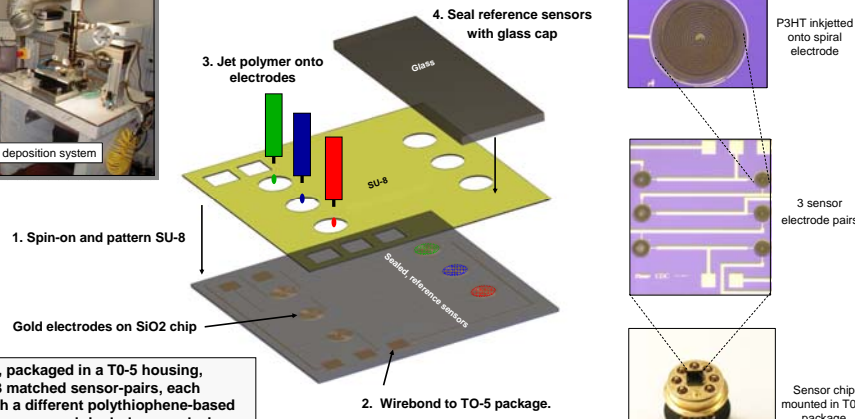 4. Seal reference sensors
with glass cap
3. Jet polymer onto
electrodes
Glass
P3HT inkjetted
onto spiral
electrode
deposition system
SU-8
3 sensor
electrode pairs
1. Spin-on and pattern SU-8
Sealed, reference sensors
Gold electrodes on SiO2 chip
, packaged in a T0-5 housing,
matched sensor-pairs, each
a different polythiophene-based
2. Wirebond to TO-5 package.
Sensor chip
mounted in
package